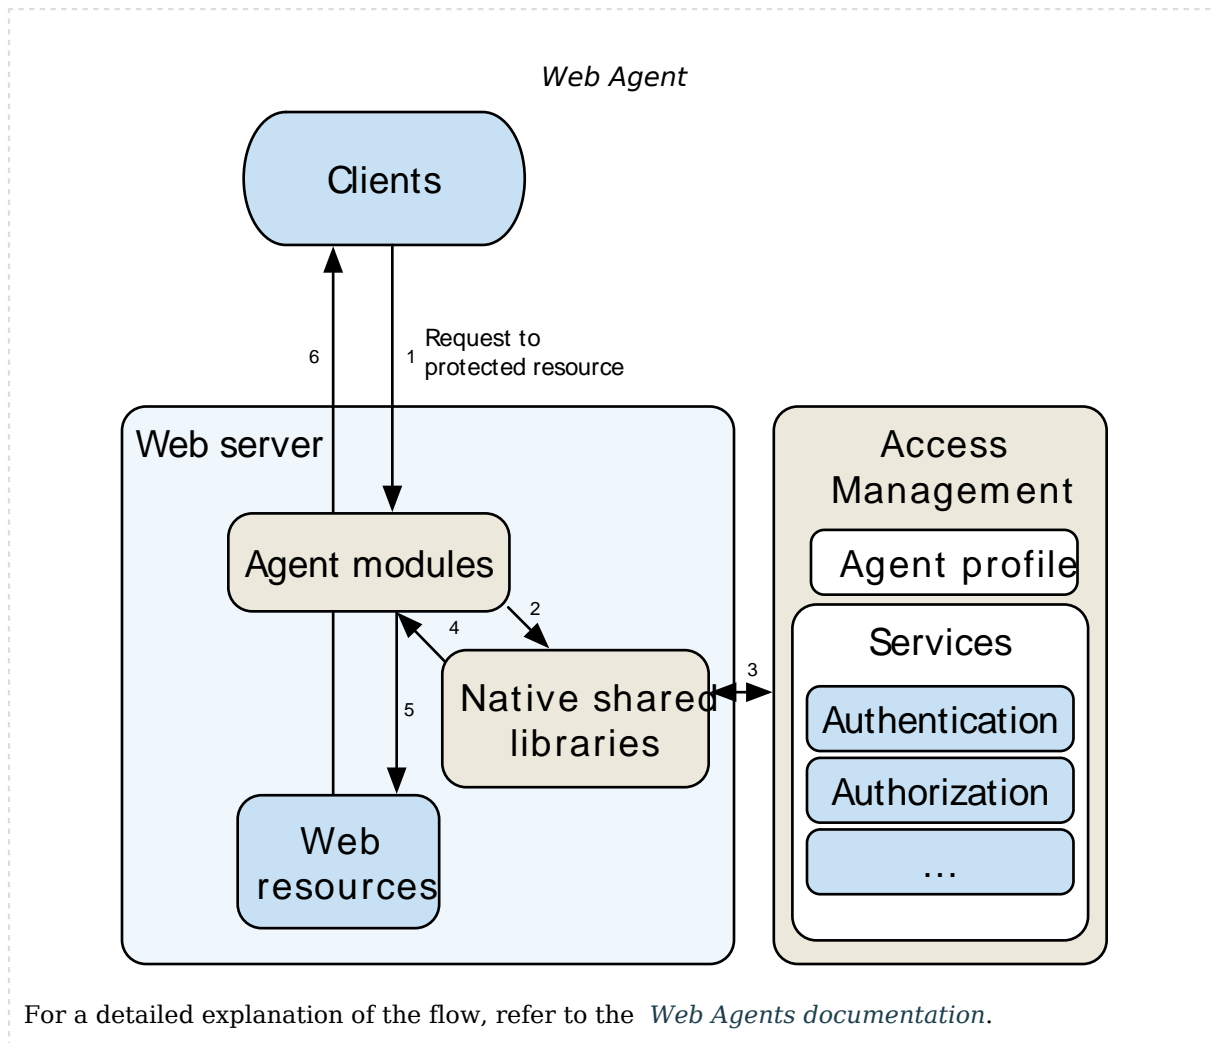 Web Agent
Clients
6
1
Request to
protected resource
Web server
Agent modules
2
4
Native shared
libraries
3
5
Web
resources
Access
Management
Agent profile
Services
Authentication
Authorization
...
For a detailed explanation of the flow, refer to the Web Agents documentation.